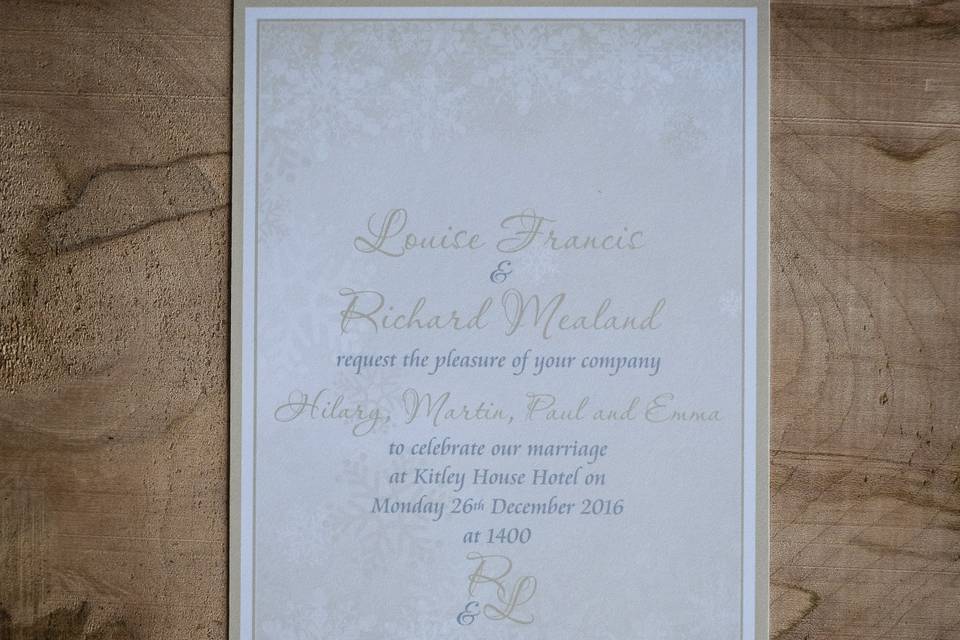 Louise Francis
&
Richard Mealand
request the pleasure of your company
Hilary, Martin, Paul and Emma
to celebrate our marriage
at Kitley House Hotel on
Monday 26th December 2016
at 1400
R
& L